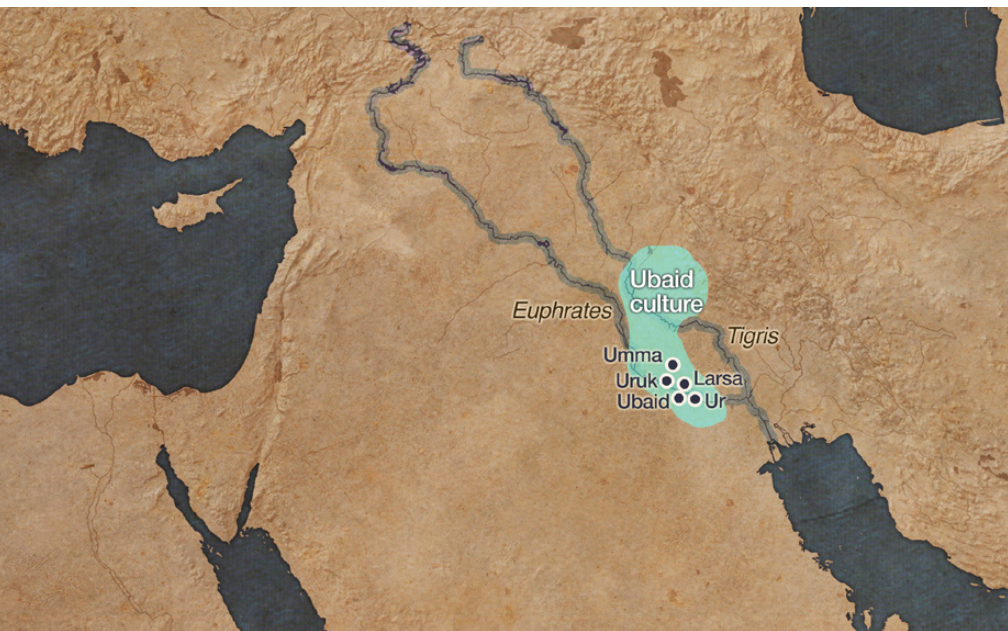 Ubaid
culture
Euphrates
Tigris
Umma
Uruk
Larsa
Ubaid
Ur